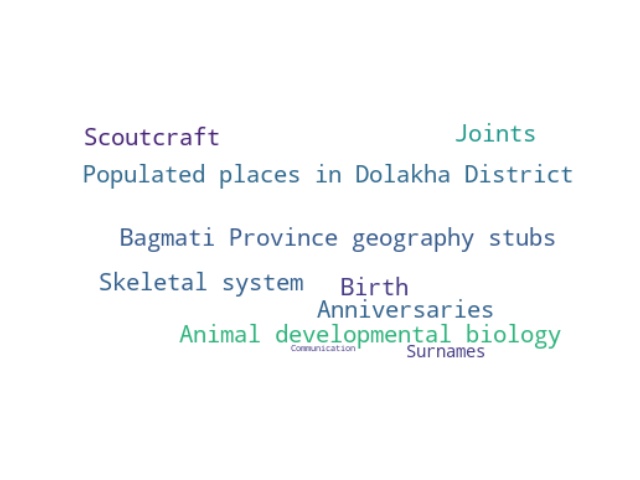 Scoutcraft
Joints
Populated places in Dolakha District
Bagmati Province geography stubs
Skeletal system
Birth
Anniversaries
Animal developmental biology
Communication
Surnames